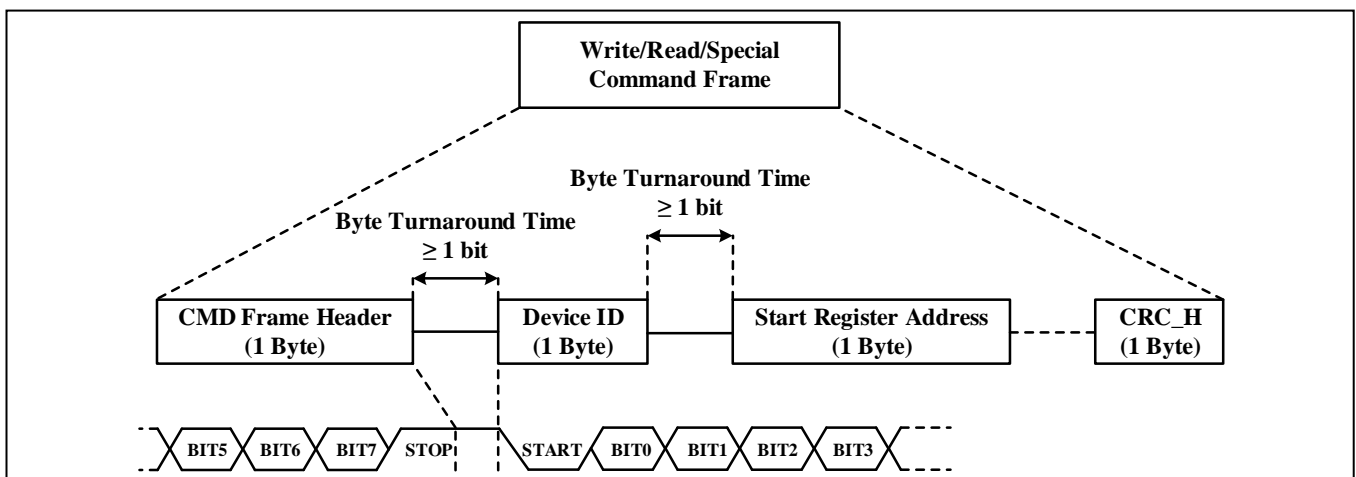 Write/Read/Special
Command Frame
Byte Turnaround Time
≥ 1 bit
Byte Turnaround Time
≥ 1 bit
CMD Frame Header
(1 Byte)
Device ID
(1 Byte)
Start Register Address
(1 Byte)
CRC_H
(1 Byte)
BIT5 BIT6 BIT7 STOP START BIT0 BIT1 BIT2 BIT3